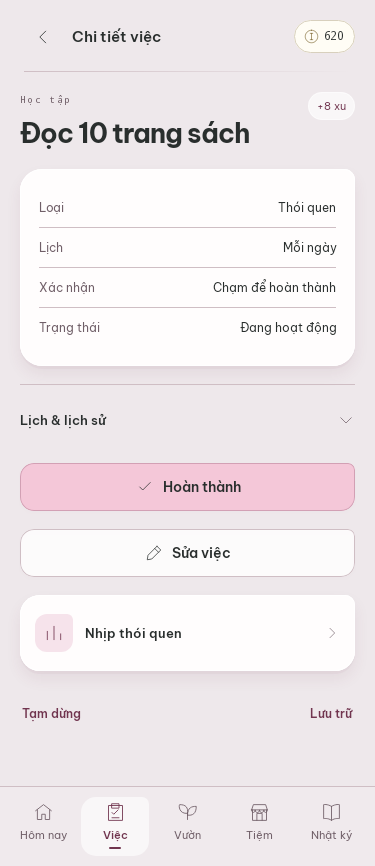 Chi tiết việc
620
Học tập
+8 xu
Đọc 10 trang sách
Loại Thói quen
Lịch Mỗi ngày
Xác nhận Chạm để hoàn thành
Trạng thái Đang hoạt động
Lịch & lịch sử
Hoàn thành
Sửa việc
Nhịp thói quen
Tạm dừng Lưu trữ
Hôm nay Việc Vườn Tiệm Nhật ký